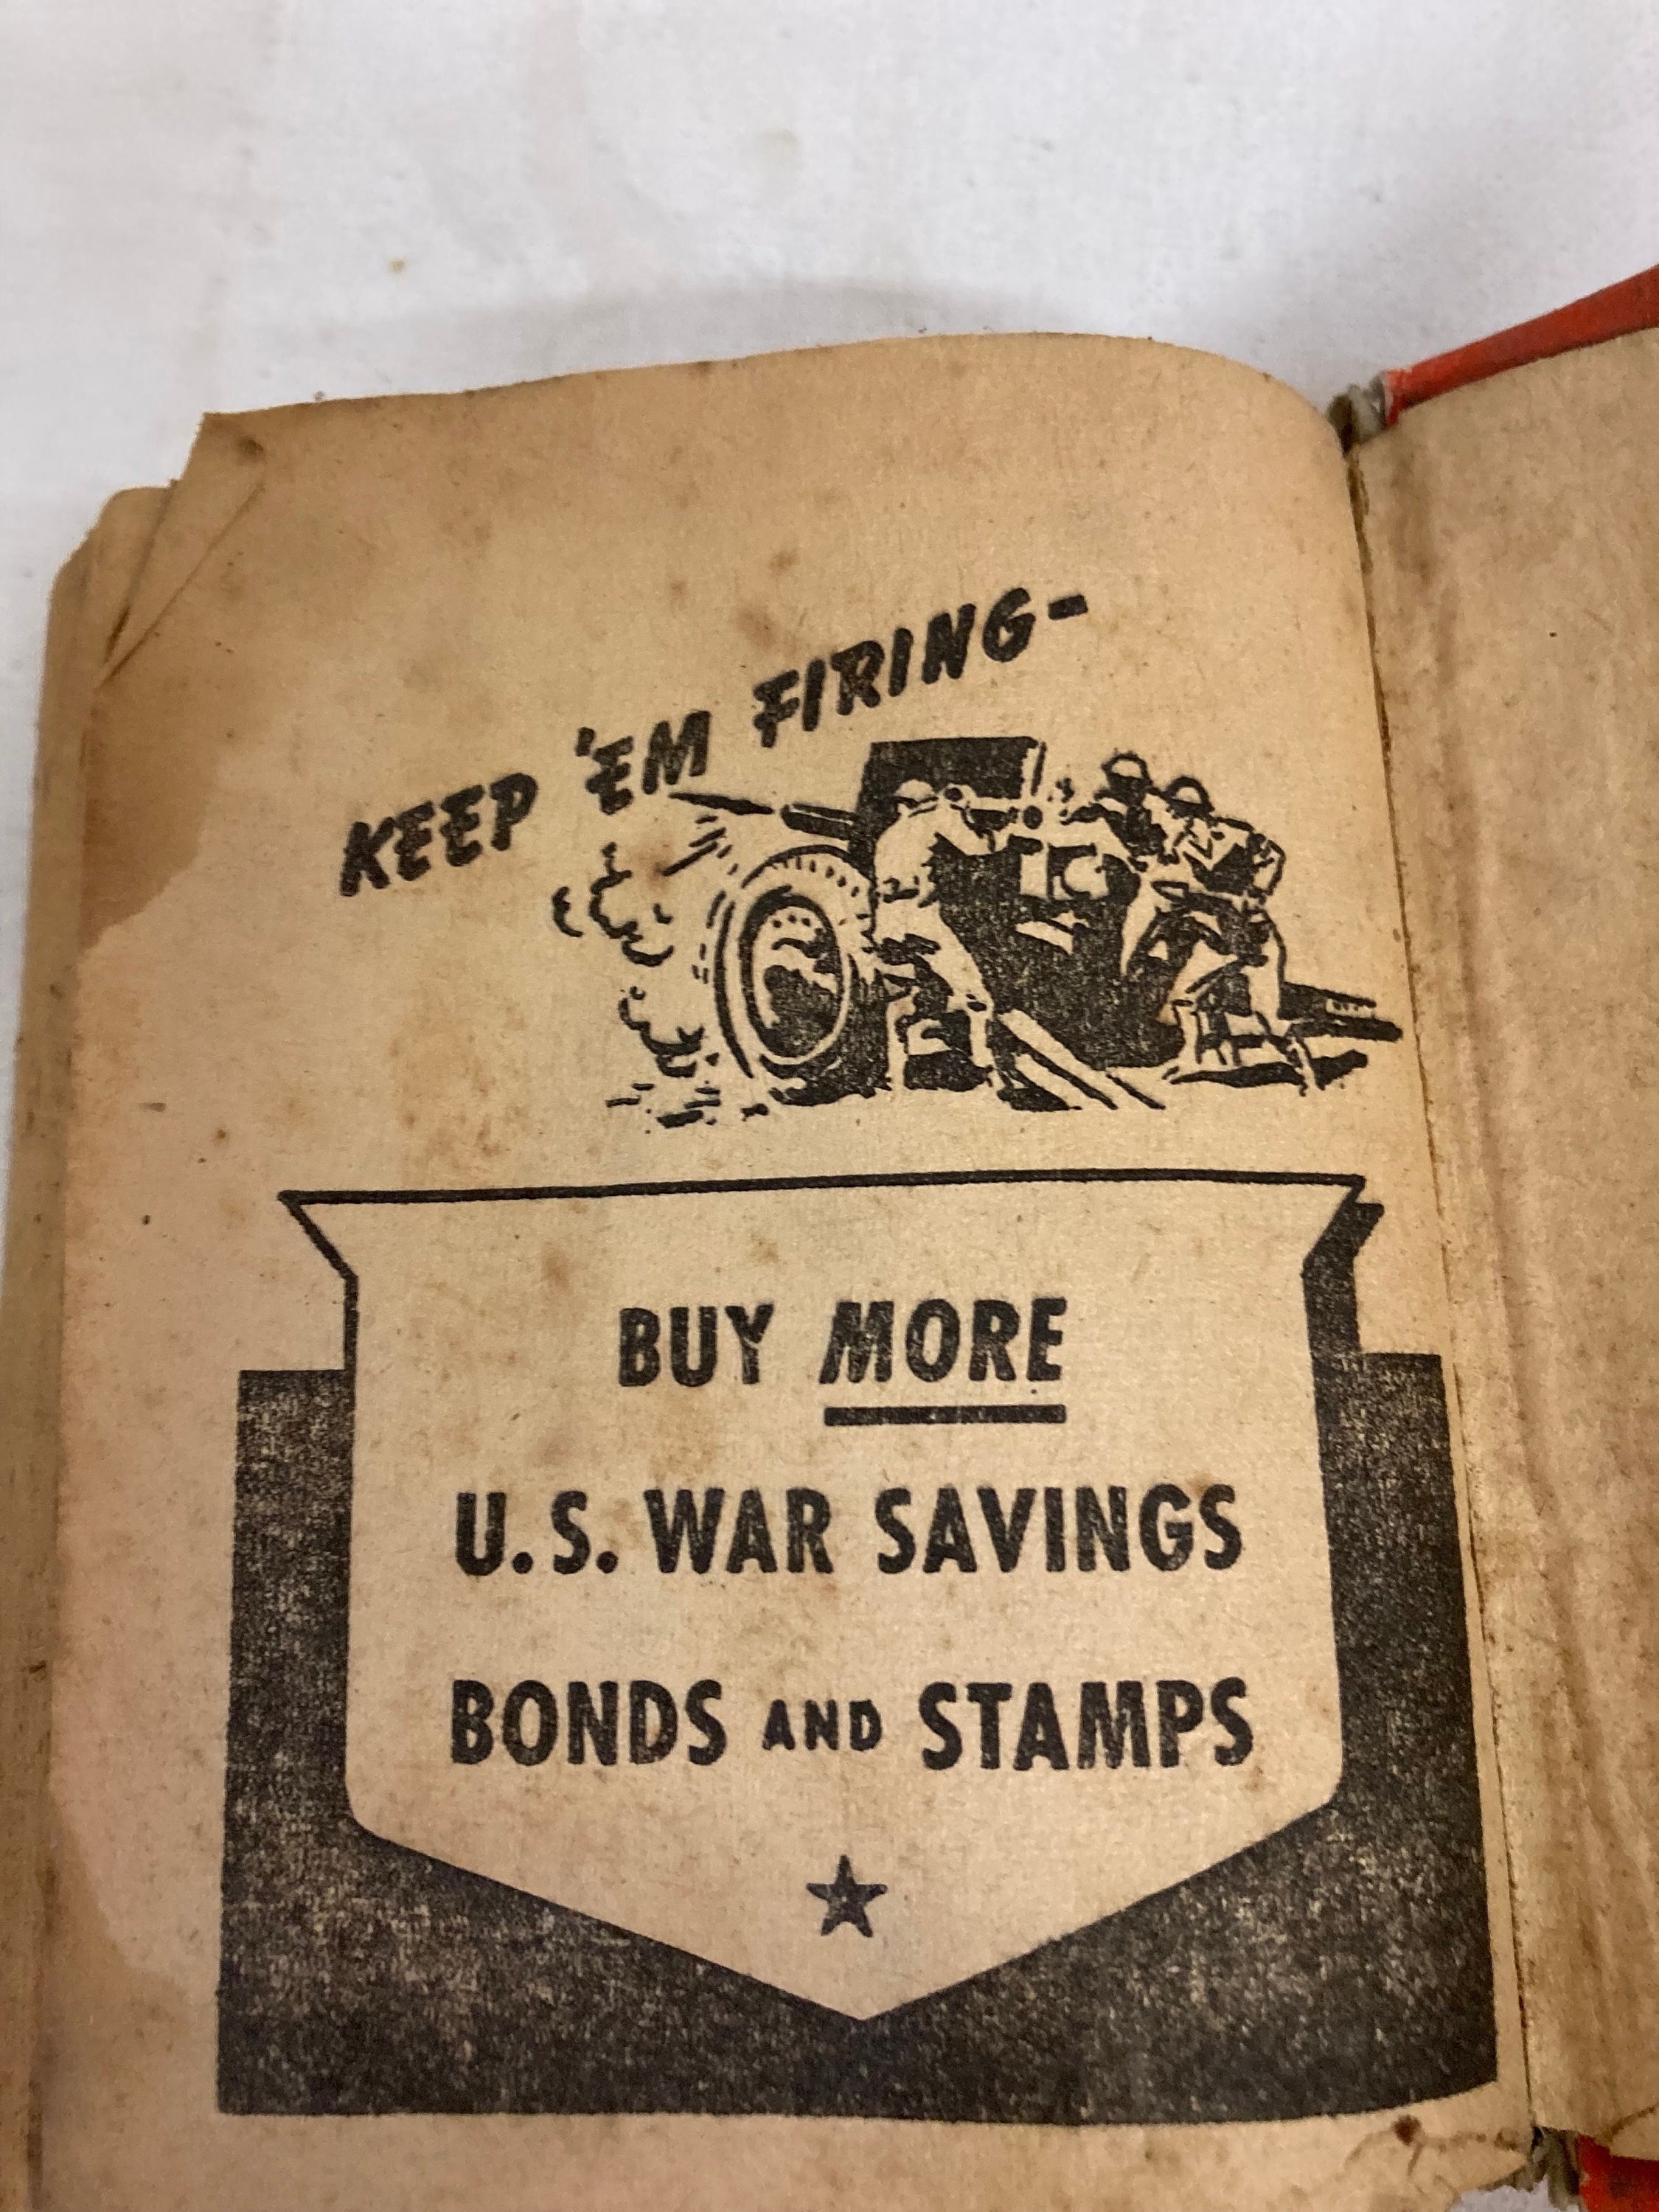 KEEP 'EM FIRING-
BUY MORE
U.S. WAR SAVINGS
BONDS AND STAMPS